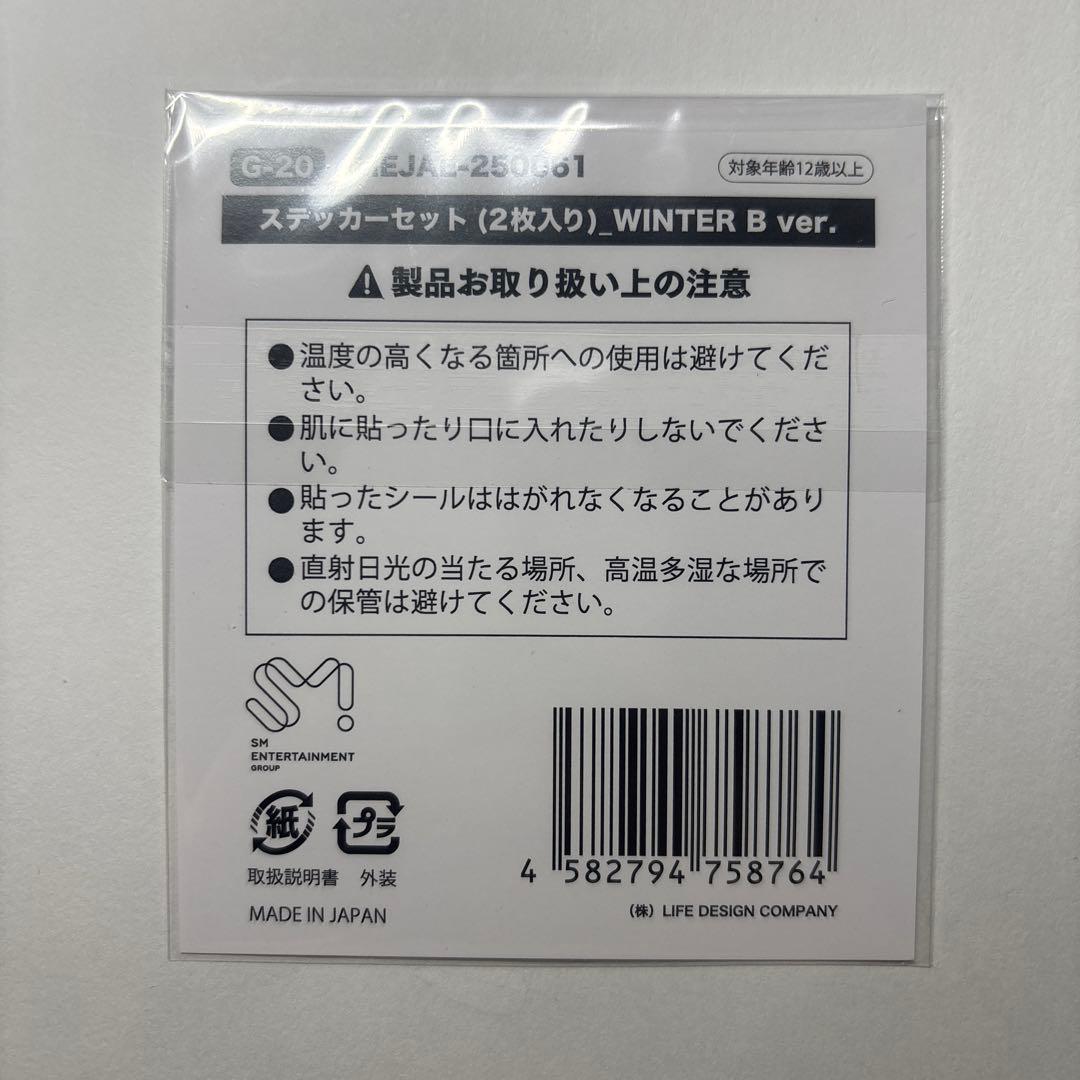 G-20
対象年齢12歳以上
ステッカーセット (2枚入り)_WINTER B ver.
製品お取り扱い上の注意
●温度の高くなる箇所への使用は避けてくだ
さい。
●肌に貼ったり口に入れたりしないでくださ
い。
●貼ったシールははがれなくなることがあり
ます。
●直射日光の当たる場所、高温多湿な場所で
の保管は避けてください。
SM
ENTERTAINMENT
GROUP
紙 プラ
取扱説明書 外装
MADE IN JAPAN
4 582794 758764
(株) LIFE DESIGN COMPANY